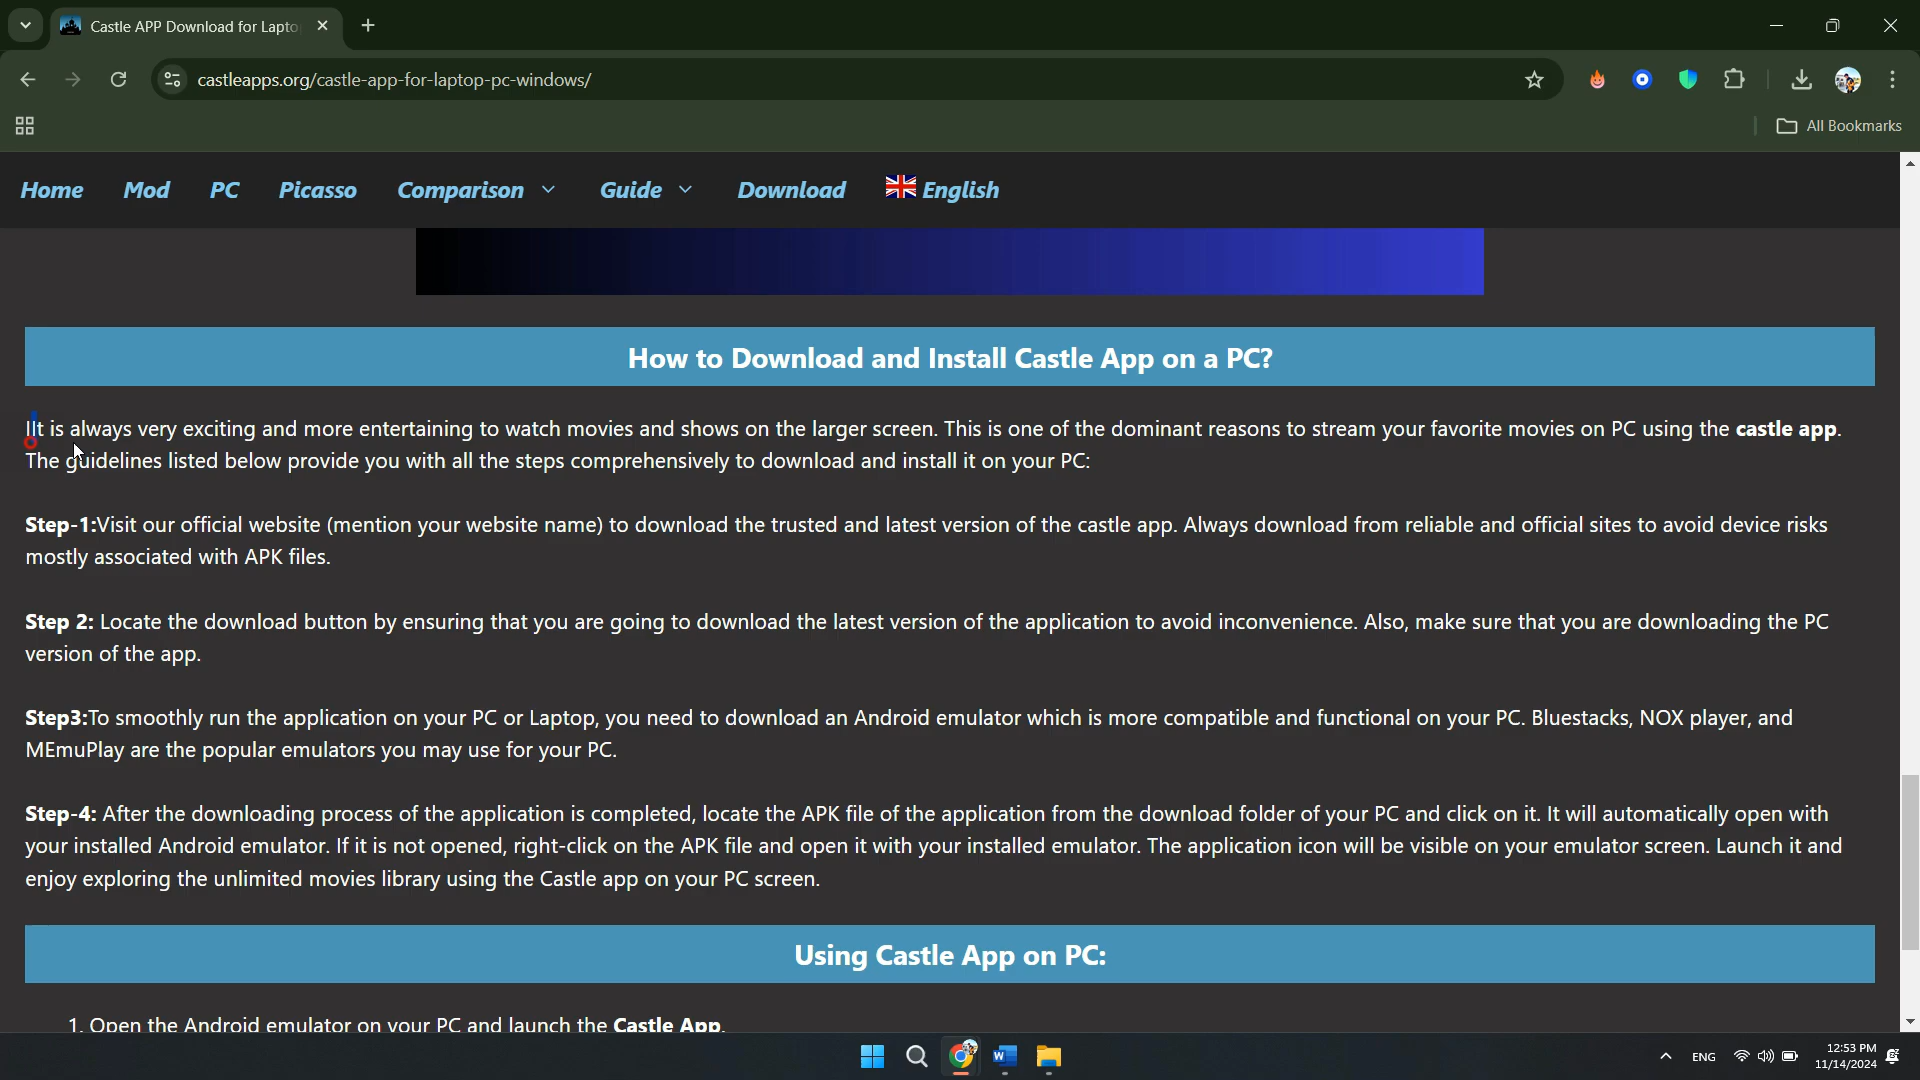 Castle APP Download for Lapto
castleapps.org/castle-app-for-laptop-pc-windows/
All Bookmarks
Home Mod PC Picasso Comparison Guide Download English
How to Download and Install Castle App on a PC?
IIt is always very exciting and more entertaining to watch movies and shows on the larger screen. This is one of the dominant reasons to stream your favorite movies on PC using the castle app.
The guidelines listed below provide you with all the steps comprehensively to download and install it on your PC:
Step-1:Visit our official website (mention your website name) to download the trusted and latest version of the castle app. Always download from reliable and official sites to avoid device risks
mostly associated with APK files.
Step 2: Locate the download button by ensuring that you are going to download the latest version of the application to avoid inconvenience. Also, make sure that you are downloading the PC
version of the app.
Step3:To smoothly run the application on your PC or Laptop, you need to download an Android emulator which is more compatible and functional on your PC. Bluestacks, NOX player, and
MEmuPlay are the popular emulators you may use for your PC.
Step-4: After the downloading process of the application is completed, locate the APK file of the application from the download folder of your PC and click on it. It will automatically open with
your installed Android emulator. If it is not opened, right-click on the APK file and open it with your installed emulator. The application icon will be visible on your emulator screen. Launch it and
enjoy exploring the unlimited movies library using the Castle app on your PC screen.
Using Castle App on PC:
1. Open the Android emulator on your PC and launch the Castle App.
ENG
12:53 PM
11/14/2024